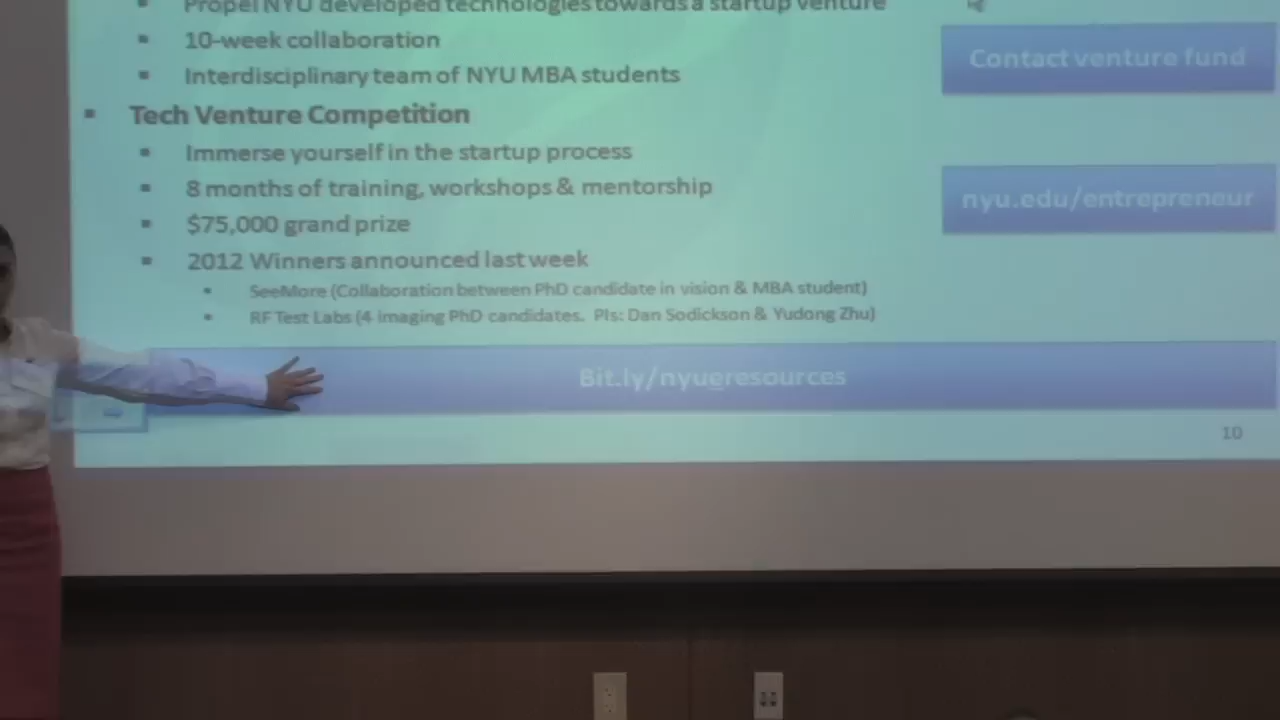 Propel NYU developed technologies towards a startup venture
10-week collaboration
Contact venture fund
Interdisciplinary team of NYU MBA students
Tech Venture Competition
Immerse yourself in the startup process
8 months of training, workshops & mentorship
nyu.edu/entrepreneur
$75,000 grand prize
2012 Winners announced last week
SeeMore (Collaboration between PhD candidate in vision & MBA student)
RF Test Labs (4 imaging PhD candidates. PIs: Dan Sodickson & Yudong Zhu)
Bit.ly/nyueresources
10